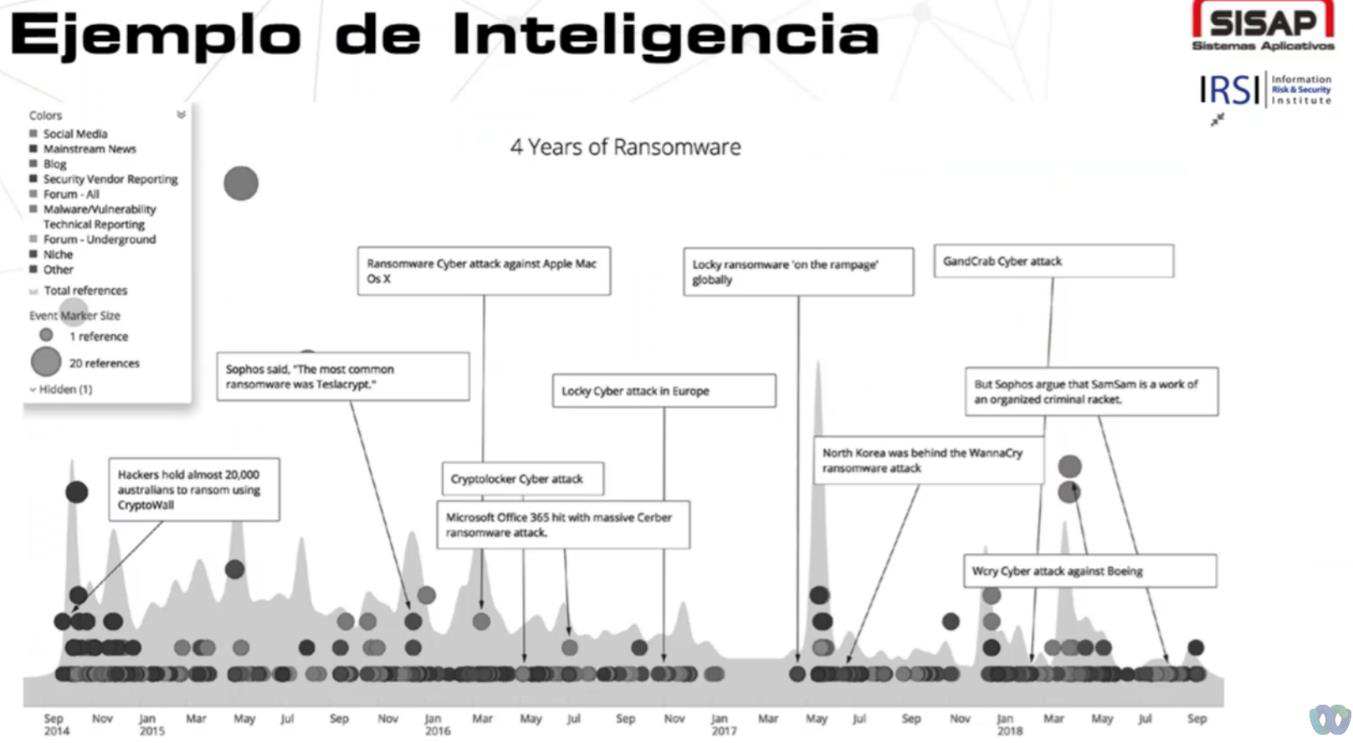 Ejemplo de Inteligencia
SISAP
Sistemas Aplicativos
IRSI
Information
Risk & Security
Institute
Colors
Social Media
Mainstream News
Blog
Security Vendor Reporting
Forum - All
Malware/Vulnerability
Technical Reporting
Forum - Underground
Niche
Other
Total references
Event Marker Size
1 reference
20 references
Hidden (1)
4 Years of Ransomware
Ransomware Cyber attack against Apple Mac
Os X
Locky ransomware 'on the rampage'
globally
GandCrab Cyber attack
Sophos said, "The most common
ransomware was Teslacrypt."
Locky Cyber attack in Europe
But Sophos argue that SamSam is a work of
an organized criminal racket.
Hackers hold almost 20,000
australians to ransom using
CryptoWall
Cryptolocker Cyber attack
North Korea was behind the WannaCry
ransomware attack
Microsoft Office 365 hit with massive Cerber
ransomware attack.
Wcry Cyber attack against Boeing
Sep Nov Jan Mar May Jul Sep Nov Jan Mar May Jul Sep Nov Jan Mar May Jul Sep Nov Jan Mar May Jul Sep
2014 2015 2016 2017 2018